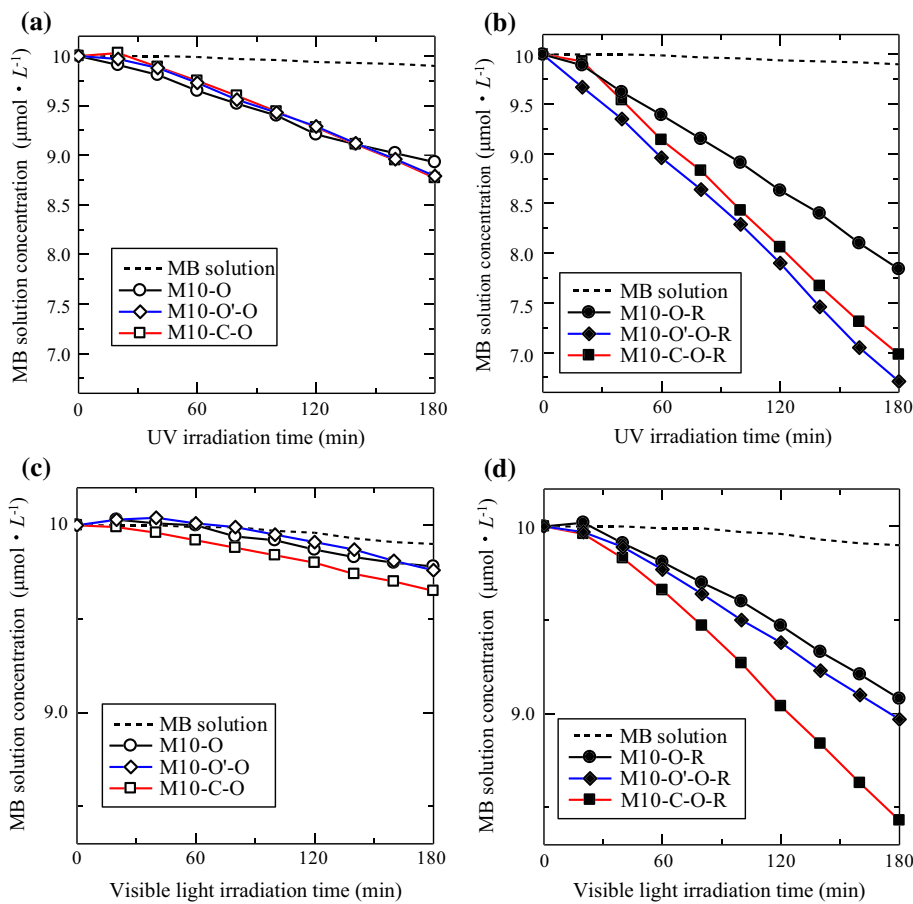 (a)
10
9.5
9.0
8.5
8.0
7.5
7.0
MB solution concentration (μmol・L-1)
MB solution
M10-O
M10-O'-O
M10-C-O
0 60 120 180
UV irradiation time (min)
(b)
10
9.5
9.0
8.5
8.0
7.5
7.0
MB solution concentration (μmol・L-1)
MB solution
M10-O-R
M10-O'-O-R
M10-C-O-R
0 60 120 180
UV irradiation time (min)
(c)
10
9.0
MB solution concentration (μmol・L-1)
MB solution
M10-O
M10-O'-O
M10-C-O
0 60 120 180
Visible light irradiation time (min)
(d)
10
9.0
MB solution concentration (μmol・L-1)
MB solution
M10-O-R
M10-O'-O-R
M10-C-O-R
0 60 120 180
Visible light irradiation time (min)